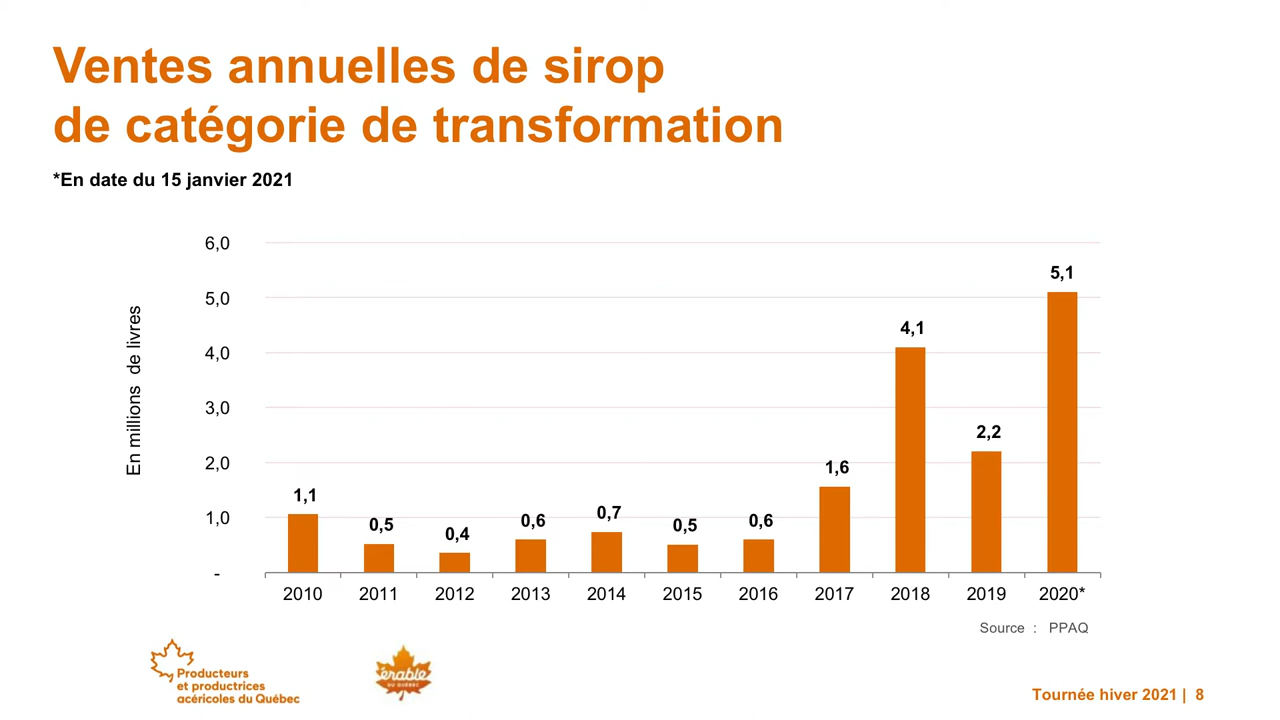 Ventes annuelles de sirop
de catégorie de transformation
*En date du 15 janvier 2021
En millions de livres
6,0
5,0
4,0
3,0
2,0
1,0
-
1,1
0,5
0,4
0,6
0,7
0,5
0,6
1,6
4,1
2,2
5,1
2010 2011 2012 2013 2014 2015 2016 2017 2018 2019 2020*
Source : PPAQ
Producteurs
et productrices
acéricoles du Québec
érable
DU QUÉBEC
Tournée hiver 2021 | 8